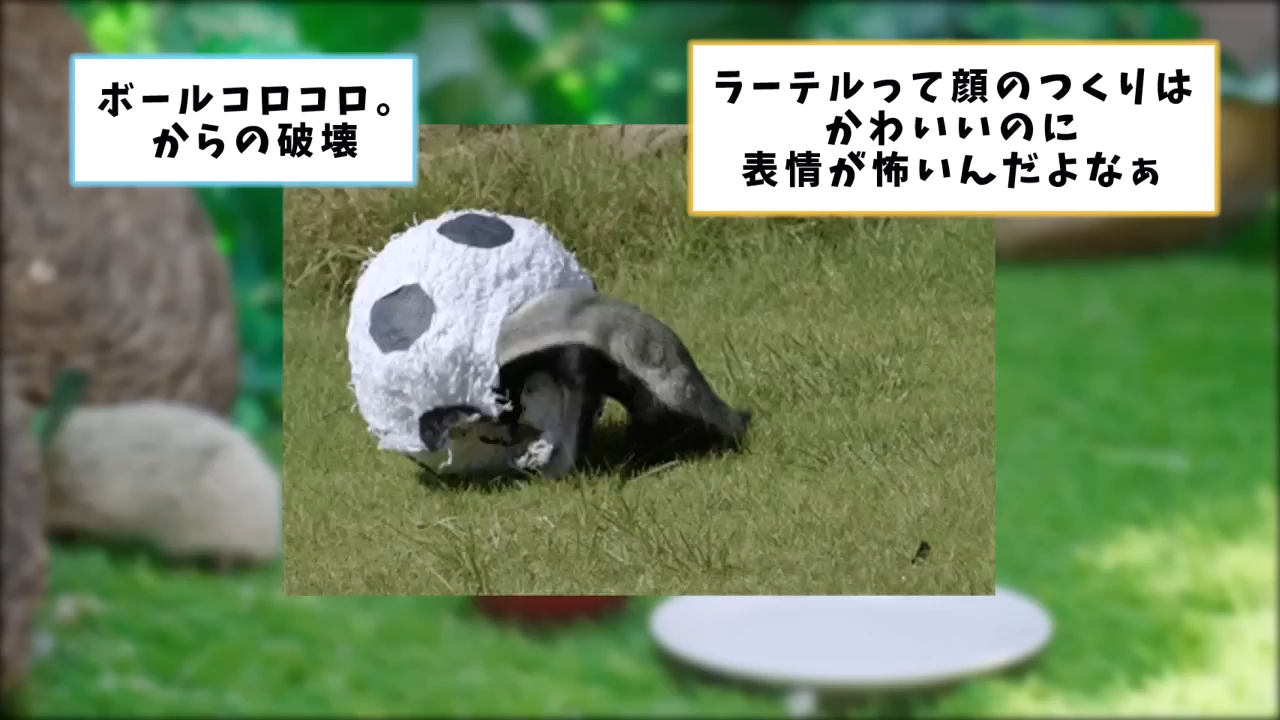 ボールコロコロ。
からの破壊
ラーテルって顔のつくりは
かわいいのに
表情が怖いんだよなぁ